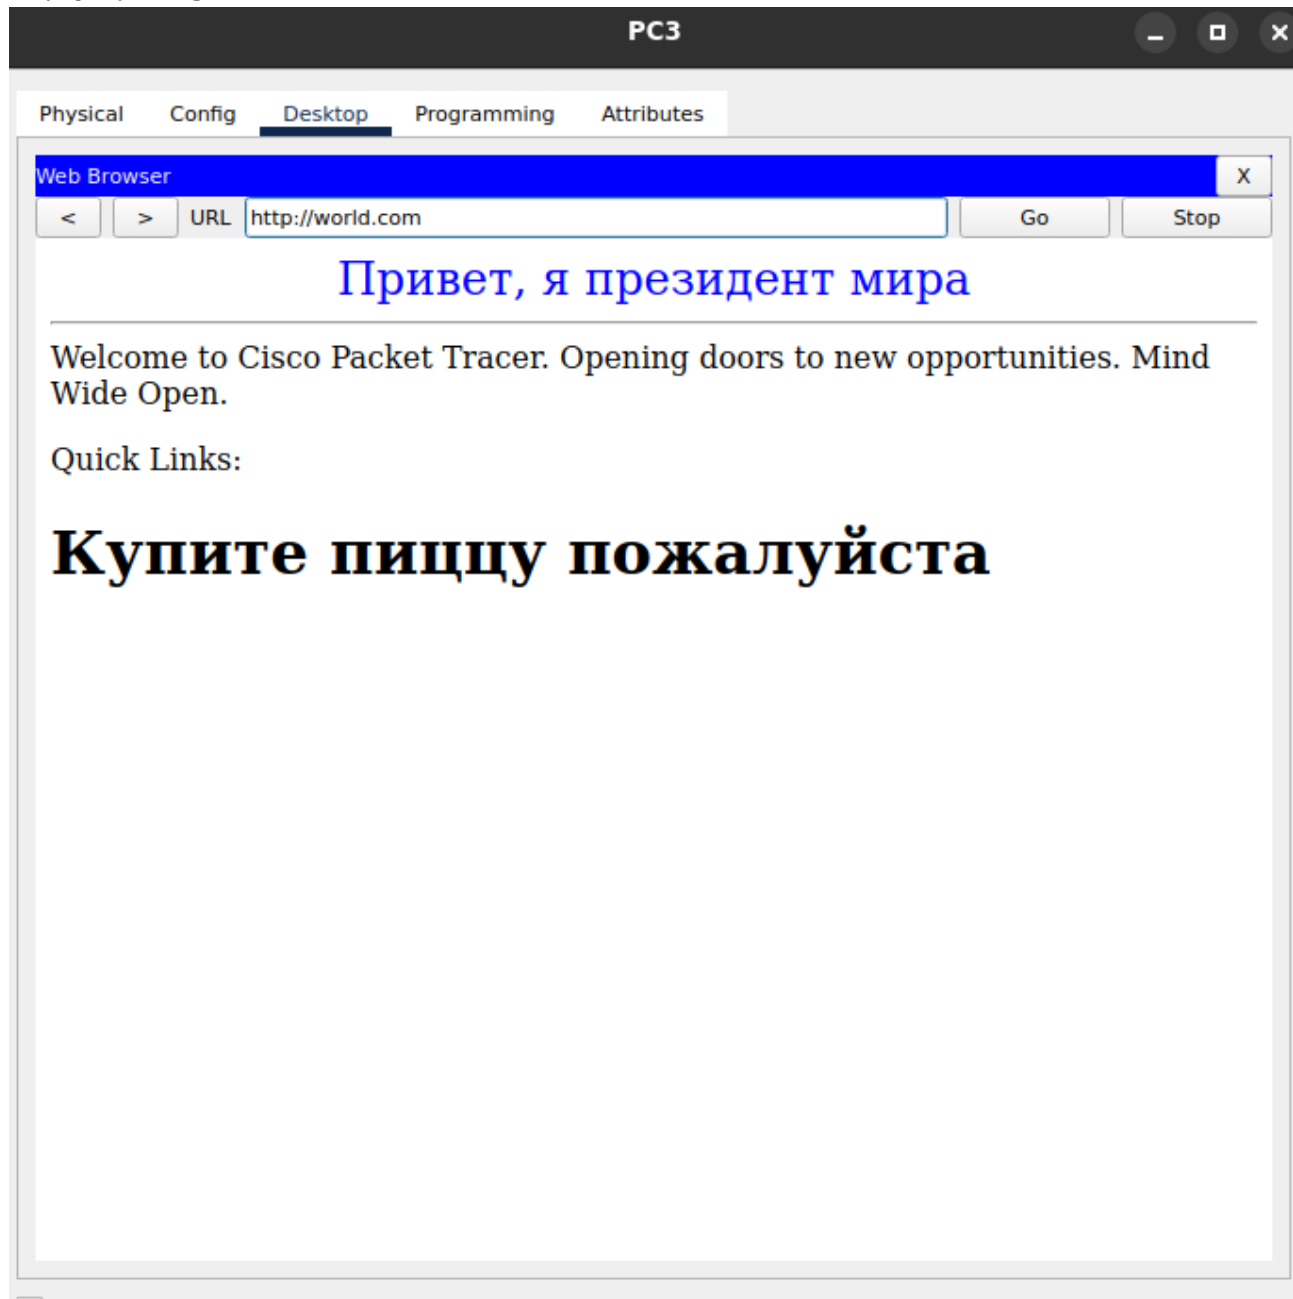 PC3
Physical Config Desktop Programming Attributes
Web Browser X
< > URL http://world.com Go Stop
Привет, я президент мира
Welcome to Cisco Packet Tracer. Opening doors to new opportunities. Mind
Wide Open.
Quick Links:
Купите пиццу пожалуйста